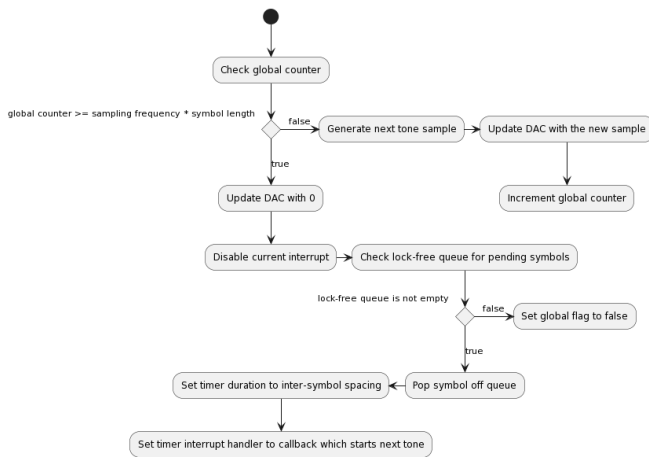 Check global counter
global counter >= sampling frequency * symbol length
false
Generate next tone sample
Update DAC with the new sample
true
Update DAC with 0
Increment global counter
Disable current interrupt
Check lock-free queue for pending symbols
lock-free queue is not empty
false
Set global flag to false
true
Set timer duration to inter-symbol spacing
Pop symbol off queue
Set timer interrupt handler to callback which starts next tone